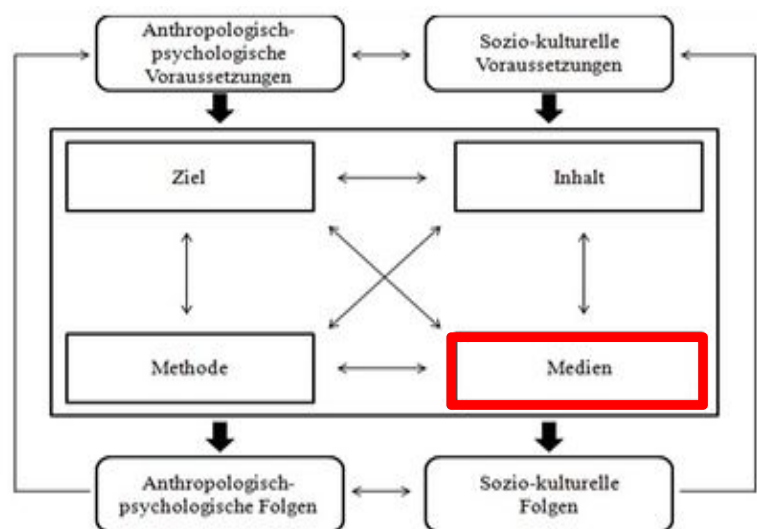 Anthropologisch-
psychologische
Voraussetzungen
Sozio-kulturelle
Voraussetzungen
Ziel
Inhalt
Methode
Medien
Anthropologisch-
psychologische Folgen
Sozio-kulturelle
Folgen